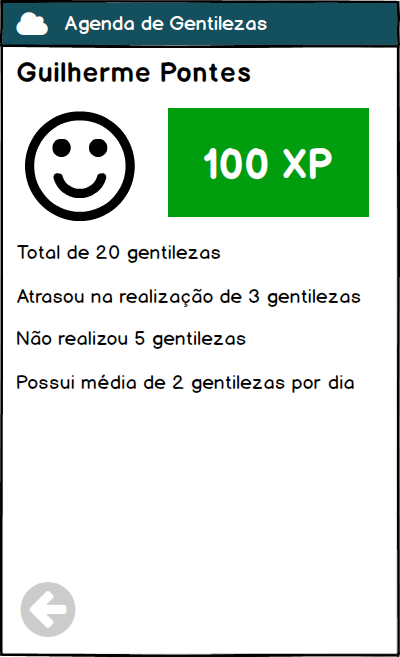 Agenda de Gentilezas
Guilherme Pontes
100 XP
Total de 20 gentilezas
Atrasou na realização de 3 gentilezas
Não realizou 5 gentilezas
Possui média de 2 gentilezas por dia